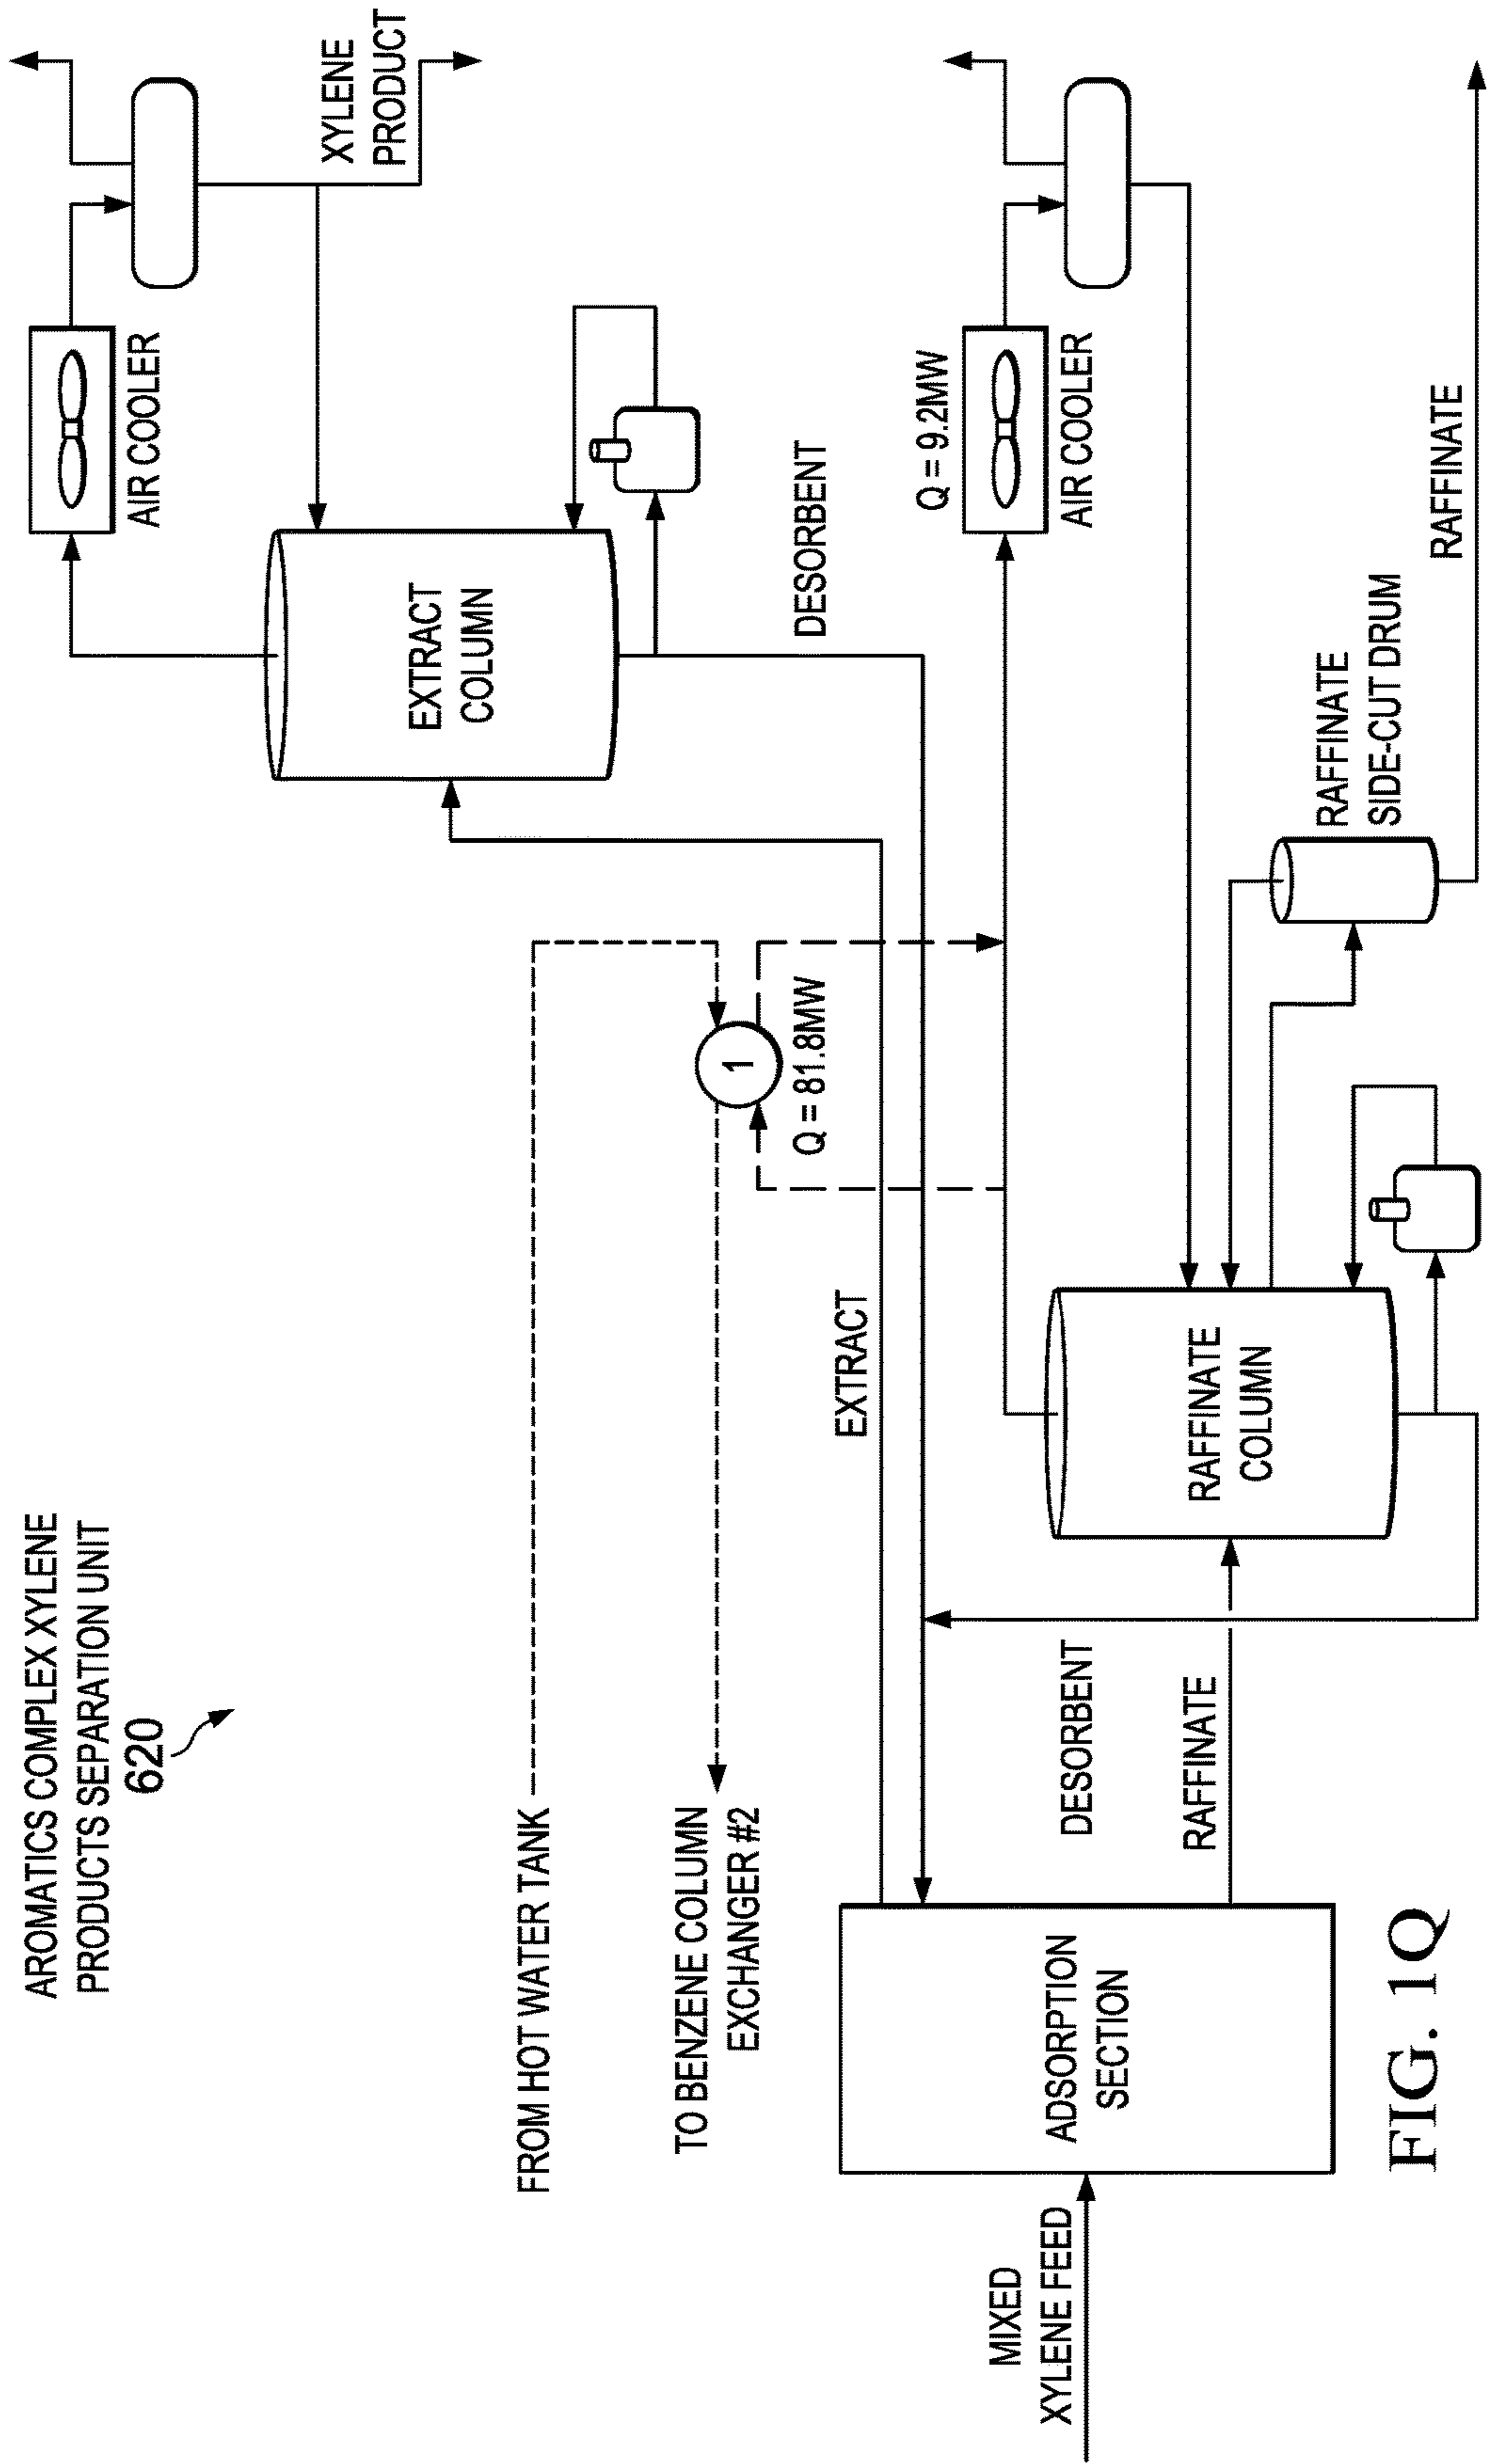 AROMATICS COMPLEX XYLENE
PRODUCTS SEPARATION UNIT
620
AIR COOLER
XYLENE
PRODUCT
EXTRACT
COLUMN
FROM HOT WATER TANK
TO BENZENE COLUMN
EXCHANGER #2
1
Q = 81.8MW
DESORBENT
EXTRACT
Q = 9.2MW
AIR COOLER
MIXED
XYLENE FEED
ADSORPTION
SECTION
DESORBENT
RAFFINATE
RAFFINATE
COLUMN
RAFFINATE
SIDE-CUT DRUM
RAFFINATE
FIG. 1Q